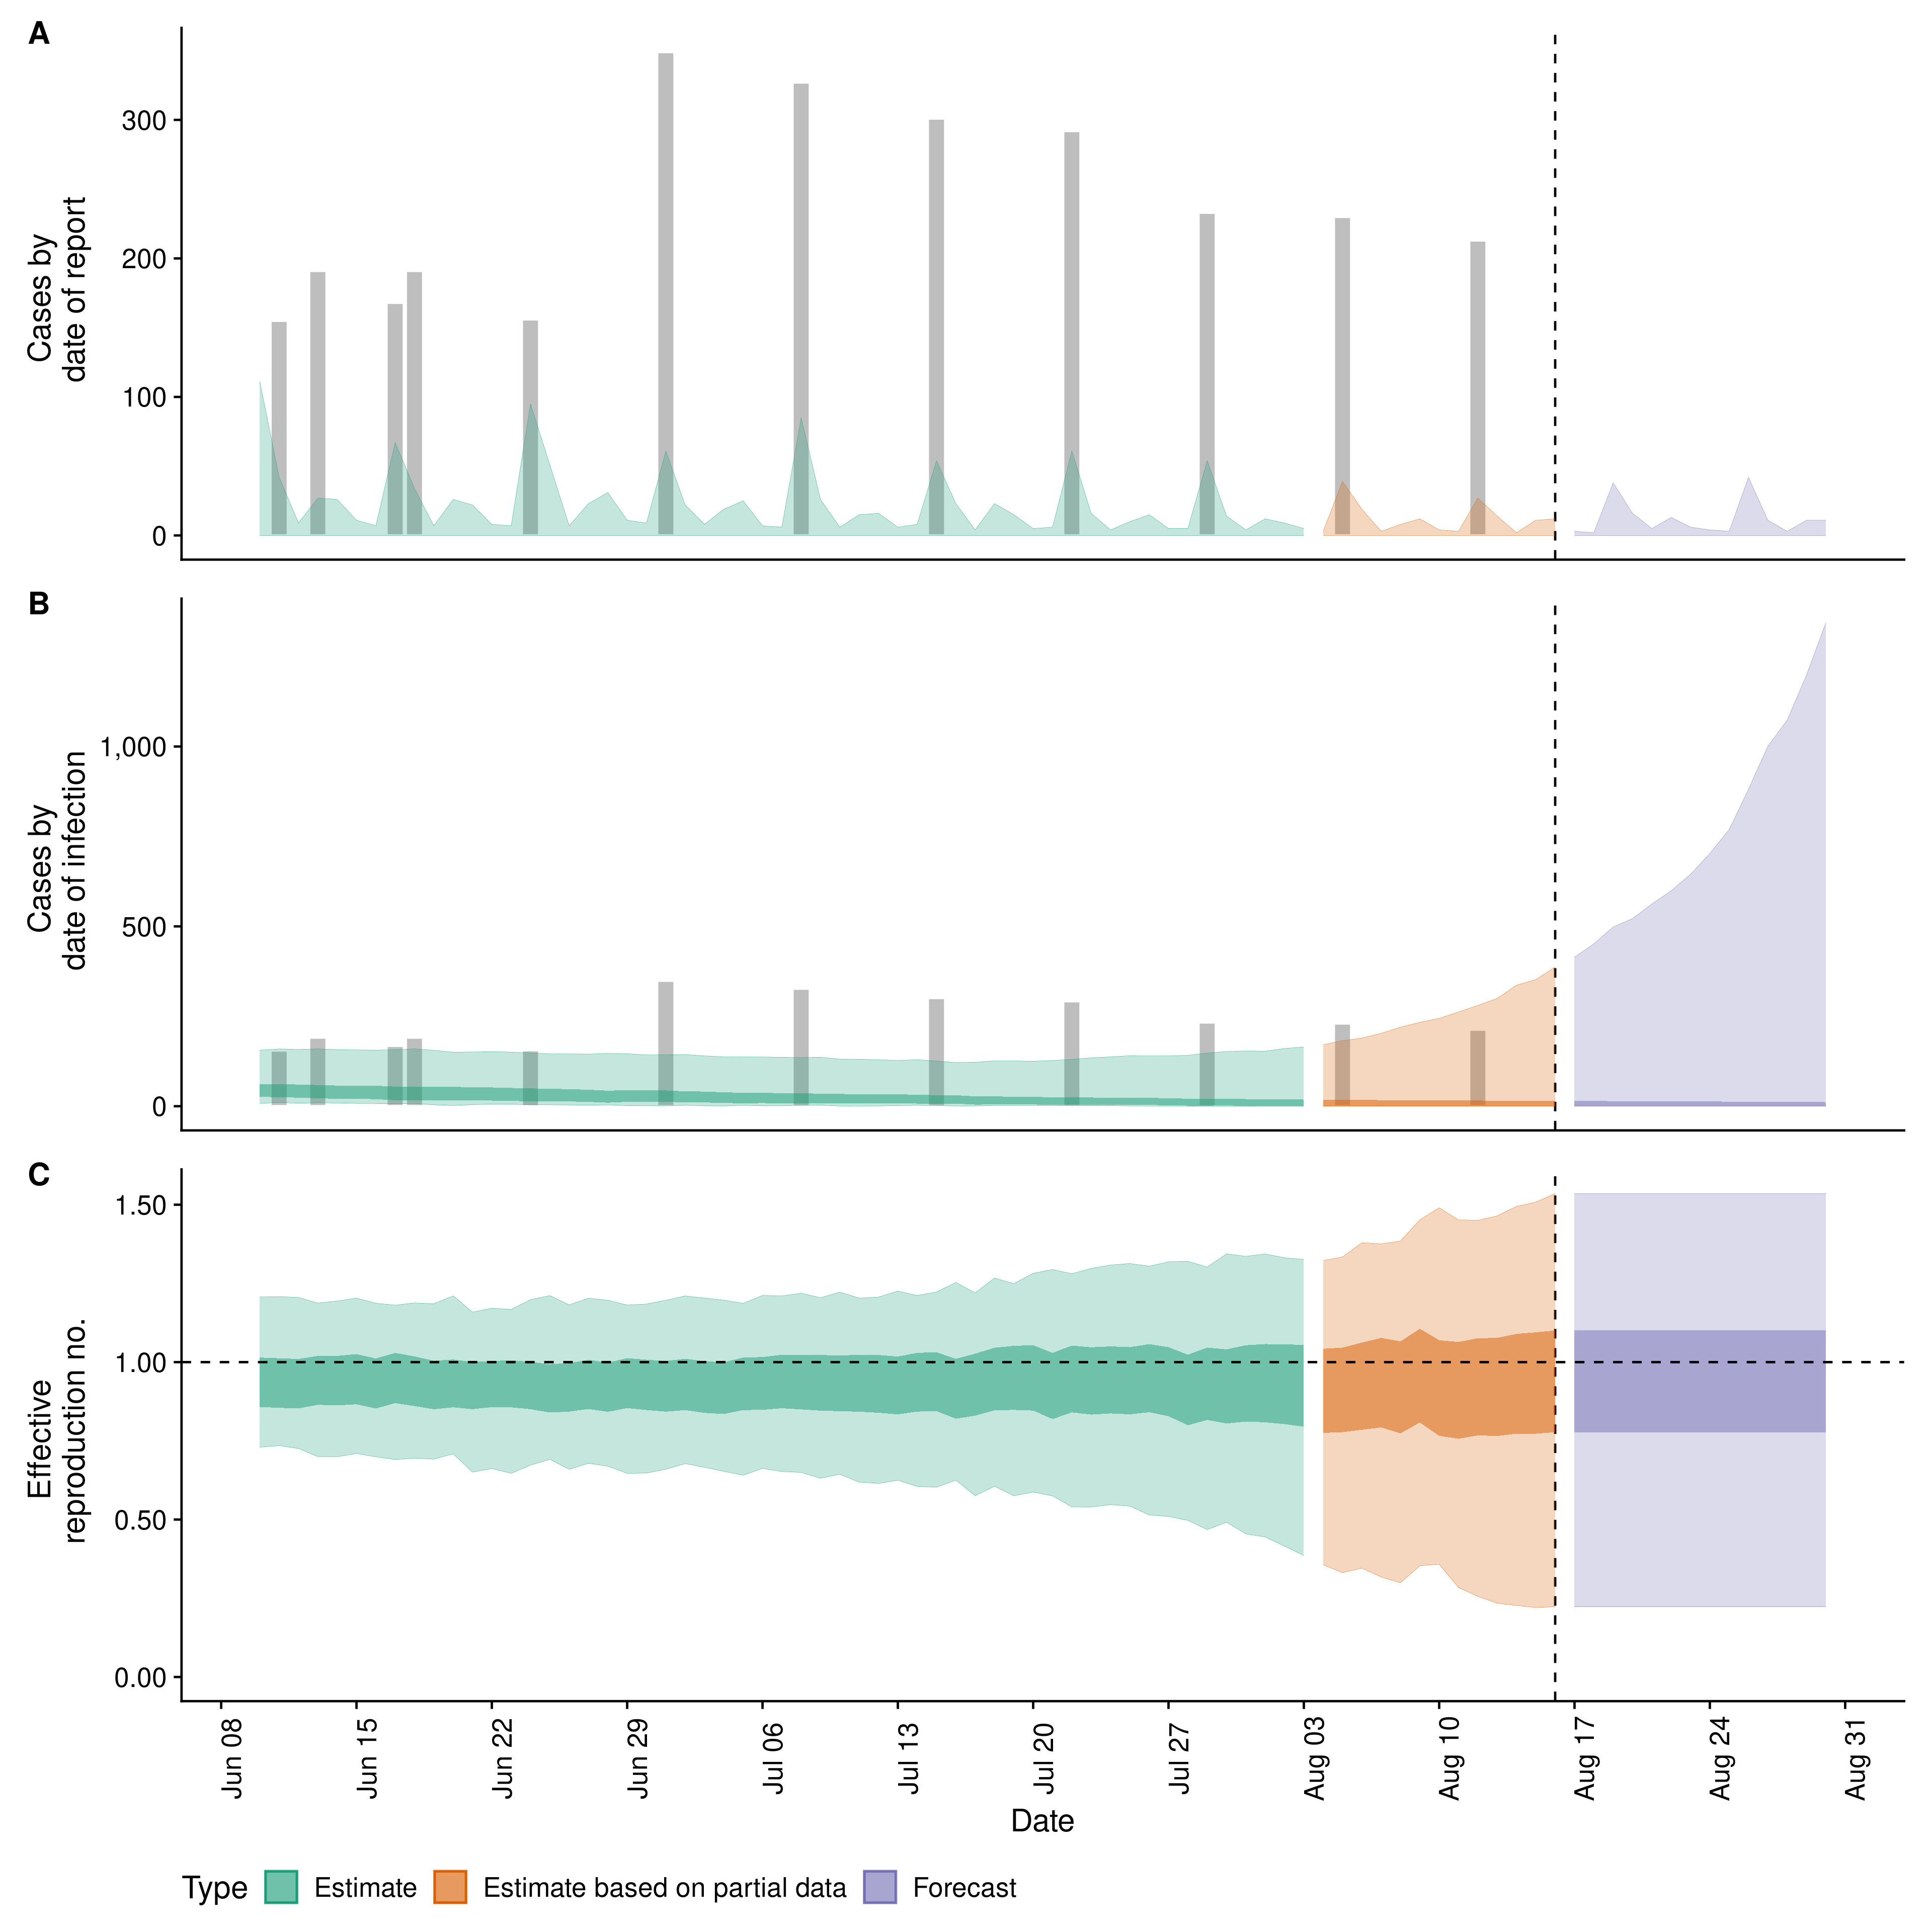 A
Cases by
date of report
300
200
100
0
B
Cases by
date of infection
1,000
500
0
C
Effective
reproduction no.
1.50
1.00
0.50
0.00
Jun 08
Jun 15
Jun 22
Jun 29
Jul 06
Jul 13
Jul 20
Jul 27
Aug 03
Aug 10
Aug 17
Aug 24
Aug 31
Date
Type Estimate Estimate based on partial data Forecast